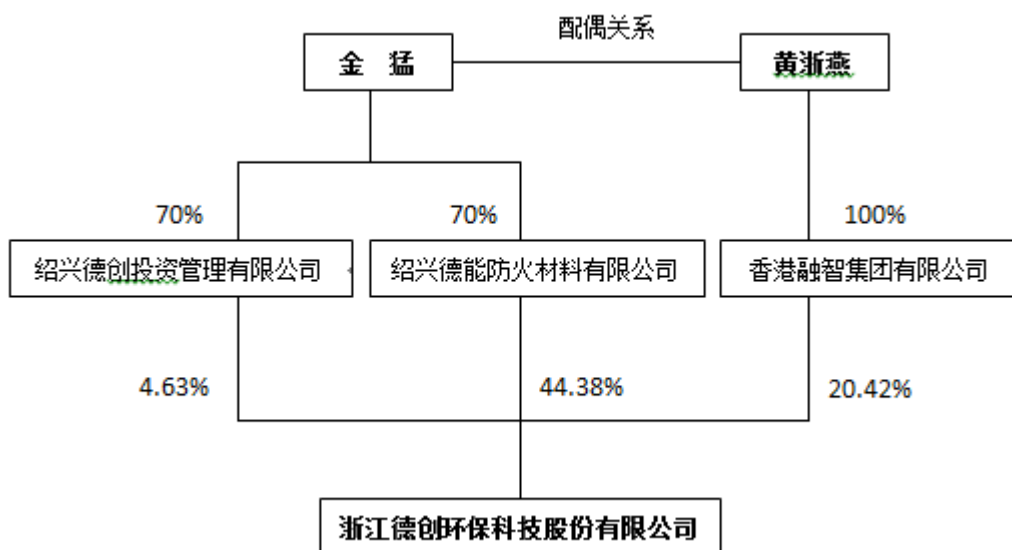 配偶关系
金 猛
黄浙燕
70%
70%
100%
绍兴德创投资管理有限公司
绍兴德能防火材料有限公司
香港融智集团有限公司
4.63%
44.38%
20.42%
浙江德创环保科技股份有限公司